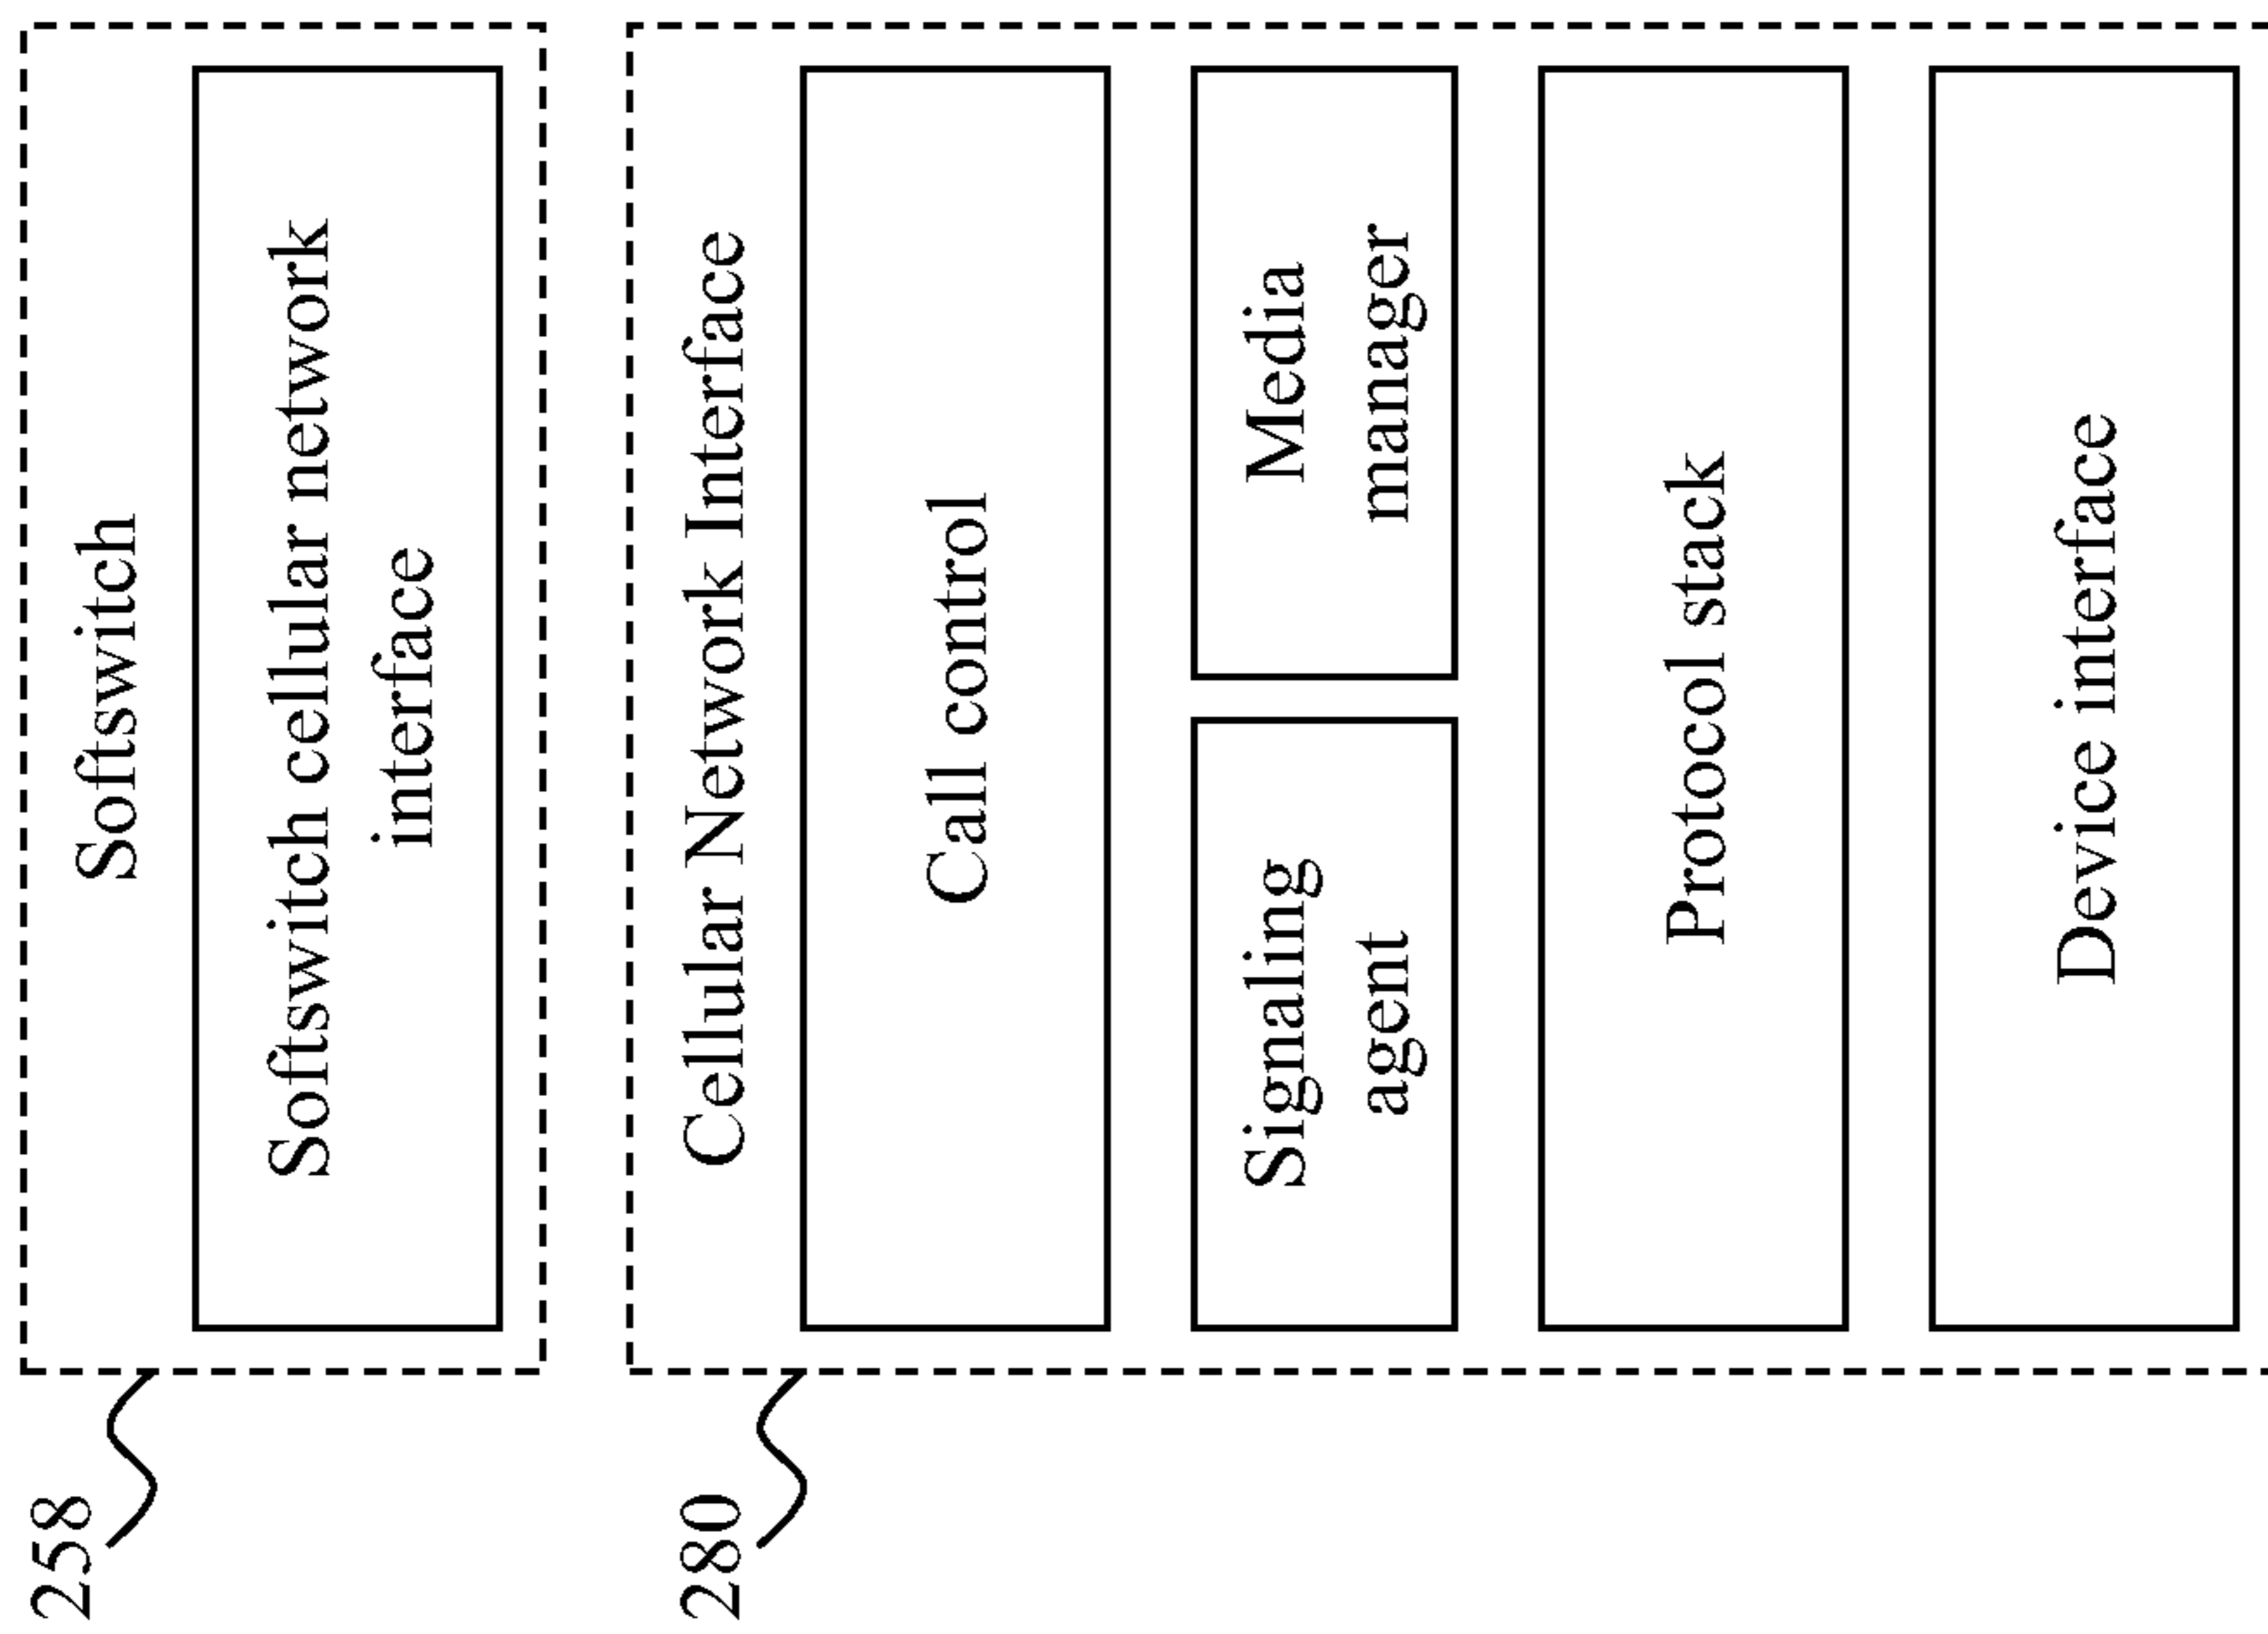 258
Softswitch
Softswitch cellular network
interface
280
Cellular Network Interface
Call control
Signaling
agent
Media
manager
Protocol stack
Device interface